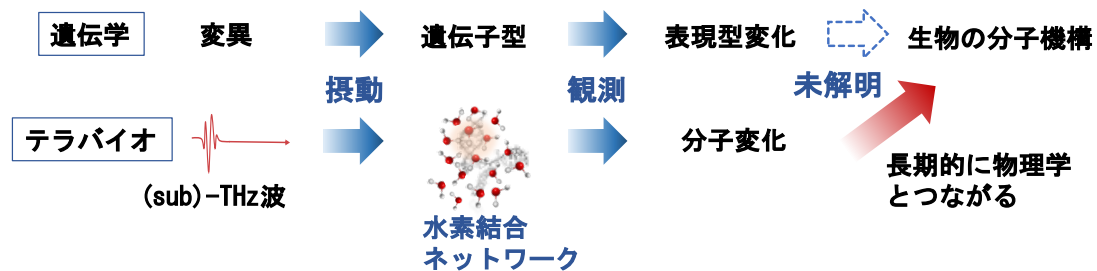 遺伝学 変異 遺伝子型 表現型変化 生物の分子機構
摂動 観測 未解明
テラバイオ 分子変化
長期的に物理学
とつながる
(sub)-THz波
水素結合
ネットワーク